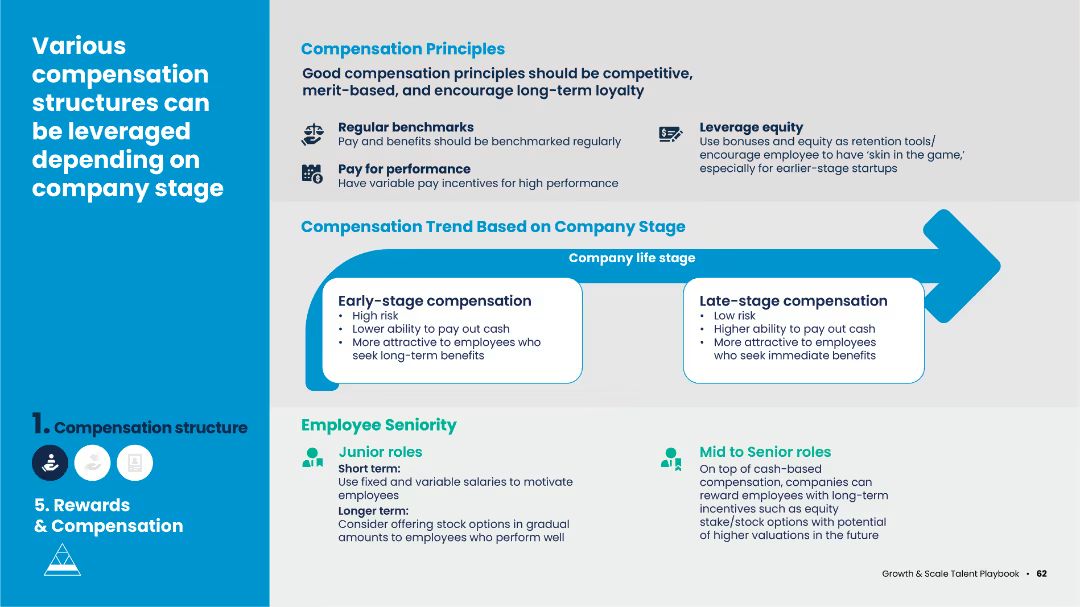 Various
compensation
structures can
be leveraged
depending on
company stage
1. Compensation structure
5. Rewards
& Compensation
Compensation Principles
Good compensation principles should be competitive,
merit-based, and encourage long-term loyalty
Regular benchmarks
Pay and benefits should be benchmarked regularly
Pay for performance
Have variable pay incentives for high performance
Leverage equity
Use bonuses and equity as retention tools/
encourage employee to have ‘skin in the game,’
especially for earlier-stage startups
Compensation Trend Based on Company Stage
Company life stage
Early-stage compensation
• High risk
• Lower ability to pay out cash
• More attractive to employees who
seek long-term benefits
Late-stage compensation
• Low risk
• Higher ability to pay out cash
• More attractive to employees
who seek immediate benefits
Employee Seniority
Junior roles
Short term:
Use fixed and variable salaries to motivate
employees
Longer term:
Consider offering stock options in gradual
amounts to employees who perform well
Mid to Senior roles
On top of cash-based
compensation, companies can
reward employees with long-term
incentives such as equity
stake/stock options with potential
of higher valuations in the future
Growth & Scale Talent Playbook • 62